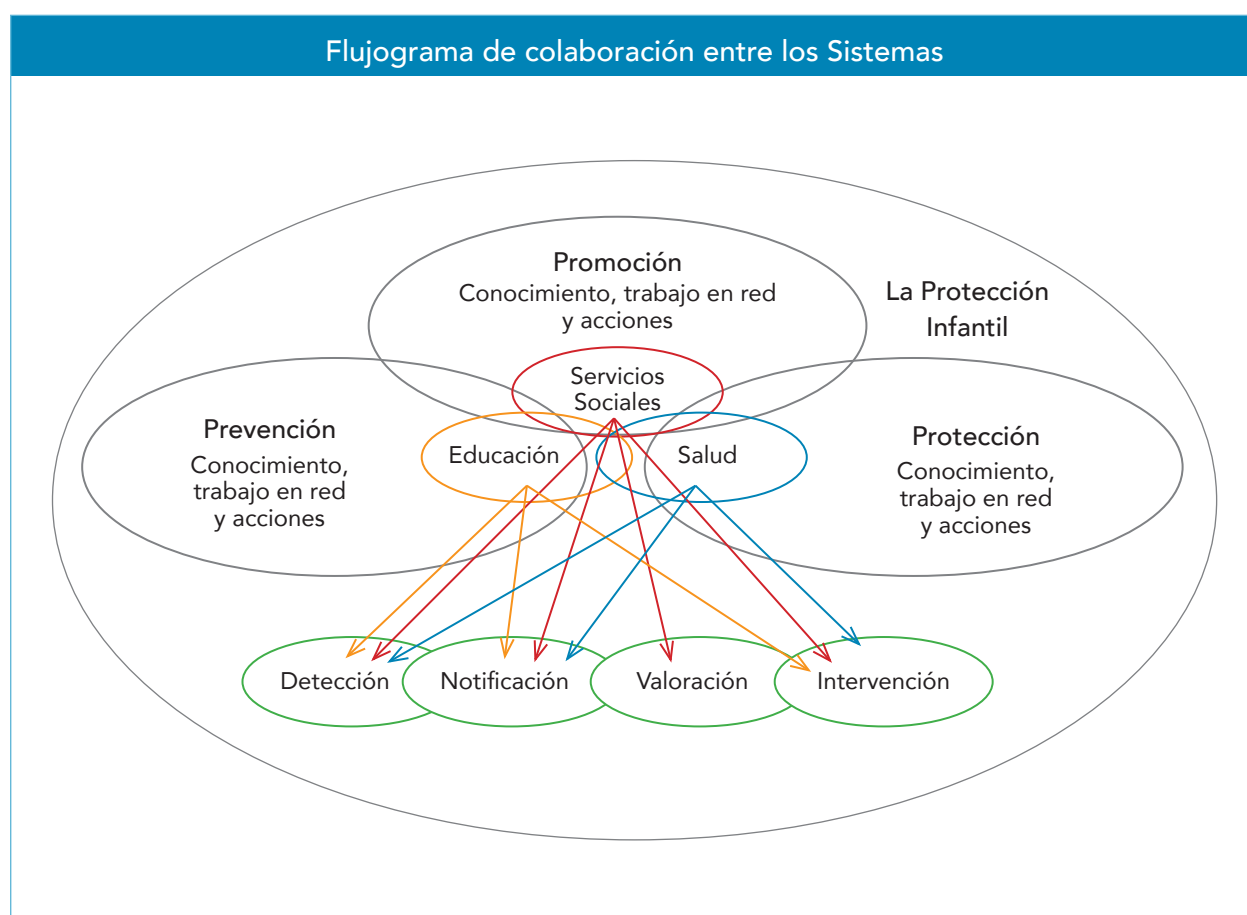 Flujograma de colaboración entre los Sistemas
Promoción
Conocimiento, trabajo en red
y acciones
La Protección
Infantil
Servicios
Sociales
Prevención
Conocimiento,
trabajo en red
y acciones
Educación
Salud
Protección
Conocimiento,
trabajo en red
y acciones
Detección
Notificación
Valoración
Intervención